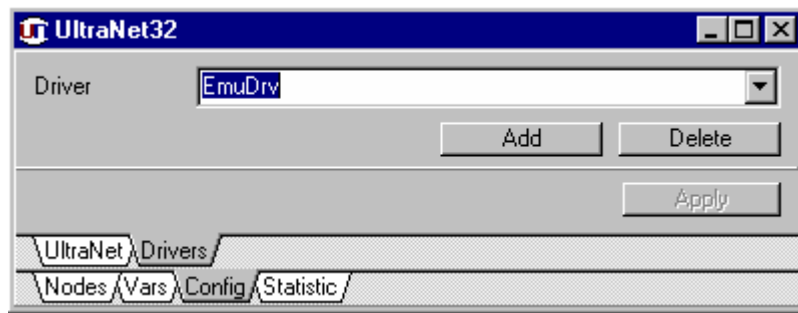 UltraNet32
Driver EmuDrv
Add Delete
Apply
UltraNet Drivers
Nodes Vars Config Statistic